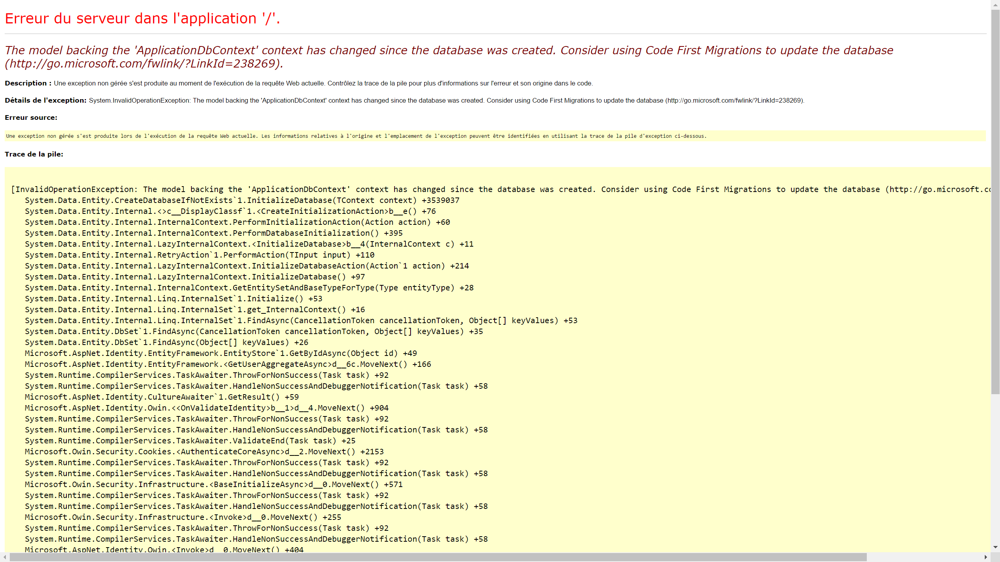 Erreur du serveur dans l'application '/'.
The model backing the 'ApplicationDbContext' context has changed since the database was created. Consider using Code First Migrations to update the database
(http://go.microsoft.com/fwlink/?LinkId=238269).
Description : Une exception non gérée s'est produite au moment de l'exécution de la requête Web actuelle. Contrôlez la trace de la pile pour plus d'informations sur l'erreur et son origine dans le code.
Détails de l'exception: System.InvalidOperationException: The model backing the 'ApplicationDbContext' context has changed since the database was created. Consider using Code First Migrations to update the database (http://go.microsoft.com/fwlink/?LinkId=238269).
Erreur source:
Une exception non gérée s'est produite lors de l'exécution de la requête Web actuelle. Les informations relatives à l'origine et l'emplacement de l'exception peuvent être identifiées en utilisant la trace de la pile d'exception ci-dessous.
Trace de la pile:
[InvalidOperationException: The model backing the 'ApplicationDbContext' context has changed since the database was created. Consider using Code First Migrations to update the database (http://go.microsoft.co
System.Data.Entity.CreateDatabaseIfNotExists`1.InitializeDatabase(TContext context) +3539037
System.Data.Entity.Internal.<>c__DisplayClassf`1.<CreateInitializationAction>b__e() +76
System.Data.Entity.Internal.InternalContext.PerformInitializationAction(Action action) +60
System.Data.Entity.Internal.InternalContext.PerformDatabaseInitialization() +395
System.Data.Entity.Internal.LazyInternalContext.<InitializeDatabase>b__4(InternalContext c) +11
System.Data.Entity.Internal.RetryAction`1.PerformAction(TInput input) +110
System.Data.Entity.Internal.LazyInternalContext.InitializeDatabaseAction(Action`1 action) +214
System.Data.Entity.Internal.LazyInternalContext.InitializeDatabase() +97
System.Data.Entity.Internal.InternalContext.GetEntitySetAndBaseTypeForType(Type entityType) +28
System.Data.Entity.Internal.Linq.InternalSet`1.Initialize() +53
System.Data.Entity.Internal.Linq.InternalSet`1.get_InternalContext() +16
System.Data.Entity.Internal.Linq.InternalSet`1.FindAsync(CancellationToken cancellationToken, Object[] keyValues) +53
System.Data.Entity.DbSet`1.FindAsync(CancellationToken cancellationToken, Object[] keyValues) +35
System.Data.Entity.DbSet`1.FindAsync(Object[] keyValues) +26
Microsoft.AspNet.Identity.EntityFramework.EntityStore`1.GetByIdAsync(Object id) +49
Microsoft.AspNet.Identity.EntityFramework.<GetUserAggregateAsync>d__6c.MoveNext() +166
System.Runtime.CompilerServices.TaskAwaiter.ThrowForNonSuccess(Task task) +92
System.Runtime.CompilerServices.TaskAwaiter.HandleNonSuccessAndDebuggerNotification(Task task) +58
Microsoft.AspNet.Identity.CultureAwaiter`1.GetResult() +59
Microsoft.AspNet.Identity.Owin.<<OnValidateIdentity>b__1>d__4.MoveNext() +904
System.Runtime.CompilerServices.TaskAwaiter.ThrowForNonSuccess(Task task) +92
System.Runtime.CompilerServices.TaskAwaiter.HandleNonSuccessAndDebuggerNotification(Task task) +58
System.Runtime.CompilerServices.TaskAwaiter.ValidateEnd(Task task) +25
Microsoft.Owin.Security.Cookies.<AuthenticateCoreAsync>d__2.MoveNext() +2153
System.Runtime.CompilerServices.TaskAwaiter.ThrowForNonSuccess(Task task) +92
System.Runtime.CompilerServices.TaskAwaiter.HandleNonSuccessAndDebuggerNotification(Task task) +58
Microsoft.Owin.Security.Infrastructure.<BaseInitializeAsync>d__0.MoveNext() +571
System.Runtime.CompilerServices.TaskAwaiter.ThrowForNonSuccess(Task task) +92
System.Runtime.CompilerServices.TaskAwaiter.HandleNonSuccessAndDebuggerNotification(Task task) +58
Microsoft.Owin.Security.Infrastructure.<Invoke>d__0.MoveNext() +255
System.Runtime.CompilerServices.TaskAwaiter.ThrowForNonSuccess(Task task) +92
System.Runtime.CompilerServices.TaskAwaiter.HandleNonSuccessAndDebuggerNotification(Task task) +58
Microsoft.AspNet.Identity.Owin.<Invoke>d__0.MoveNext() +404